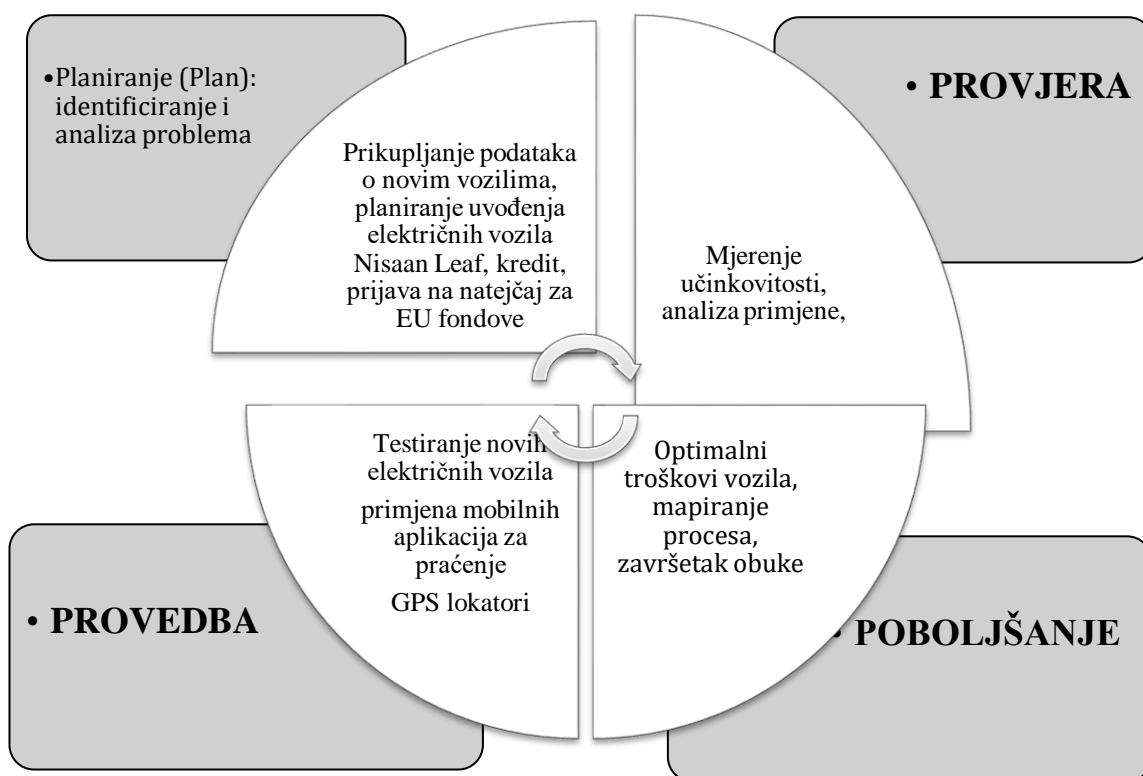 •Planiranje (Plan):
identificiranje i
analiza problema
Prikupljanje podataka
o novim vozilima,
planiranje uvođenja
električnih vozila
Nisaan Leaf, kredit,
prijava na natejčaj za
EU fondove
• PROVJERA
Mjerenje
učinkovitosti,
analiza primjene,
• PROVEDBA
Testiranje novih
električnih vozila
primjena mobilnih
aplikacija za
praćenje
GPS lokatori
Optimalni
troškovi vozila,
mapiranje
procesa,
završetak obuke
• POBOLJŠANJE